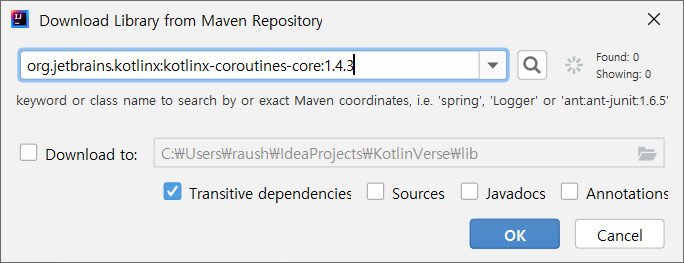 Download Library from Maven Repository
org.jetbrains.kotlinx:kotlinx-coroutines-core:1.4.3
Found: 0
Showing: 0
keyword or class name to search by or exact Maven coordinates, i.e. 'spring', 'Logger' or 'ant:ant-junit:1.6.5'
Download to:
C:₩Users₩raush₩IdeaProjects₩KotlinVerse₩lib
Transitive dependencies
Sources
Javadocs
Annotations
OK
Cancel